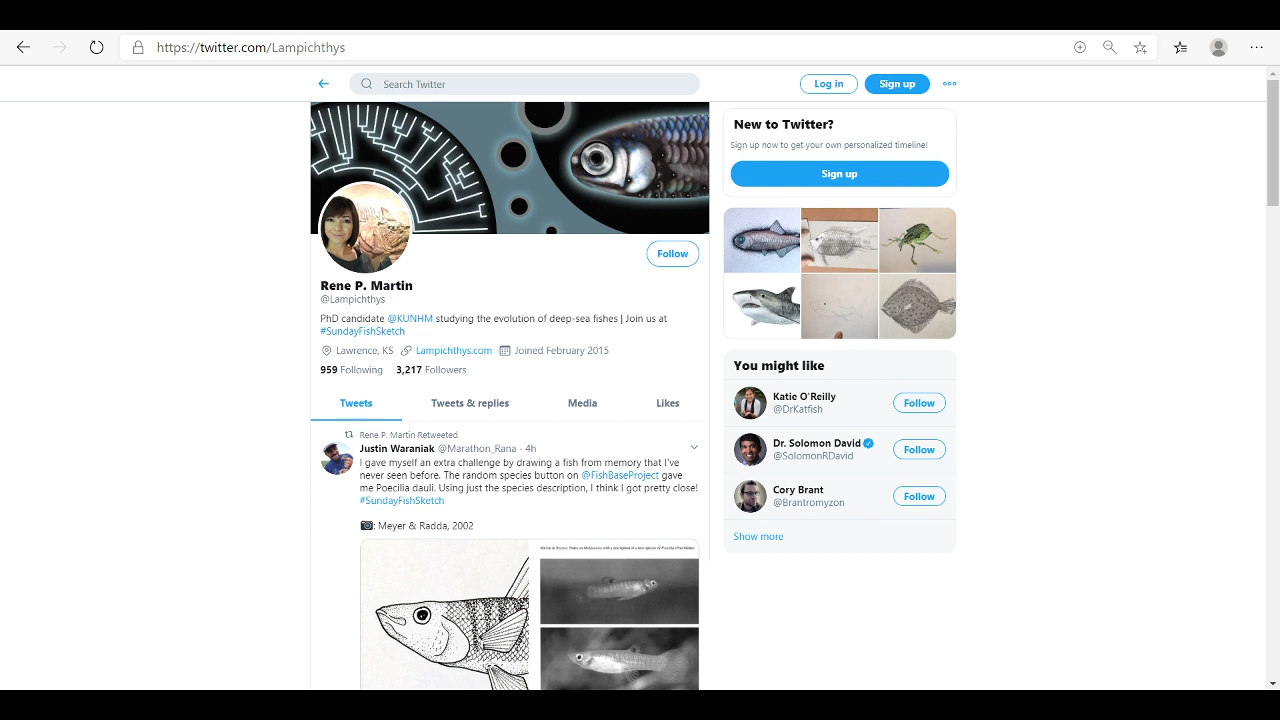 https://twitter.com/Lampichthys
Search Twitter
Log in
Sign up
Rene P. Martin
@Lampichthys
Follow
PhD candidate @KUNHM studying the evolution of deep-sea fishes | Join us at
#SundayFishSketch
Lawrence, KS Lampichthys.com Joined February 2015
959 Following 3,217 Followers
Tweets Tweets & replies Media Likes
Rene P. Martin Retweeted
Justin Waraniak @Marathon_Rana · 4h
I gave myself an extra challenge by drawing a fish from memory that I've
never seen before. The random species button on @FishBaseProject gave
me Poecilia dauli. Using just the species description, I think I got pretty close!
#SundayFishSketch
: Meyer & Radda, 2002
New to Twitter?
Sign up now to get your own personalized timeline!
Sign up
You might like
Katie O'Reilly
@DrKatfish
Follow
Dr. Solomon David
@SolomonRDavid
Follow
Cory Brant
@Brantromyzon
Follow
Show more